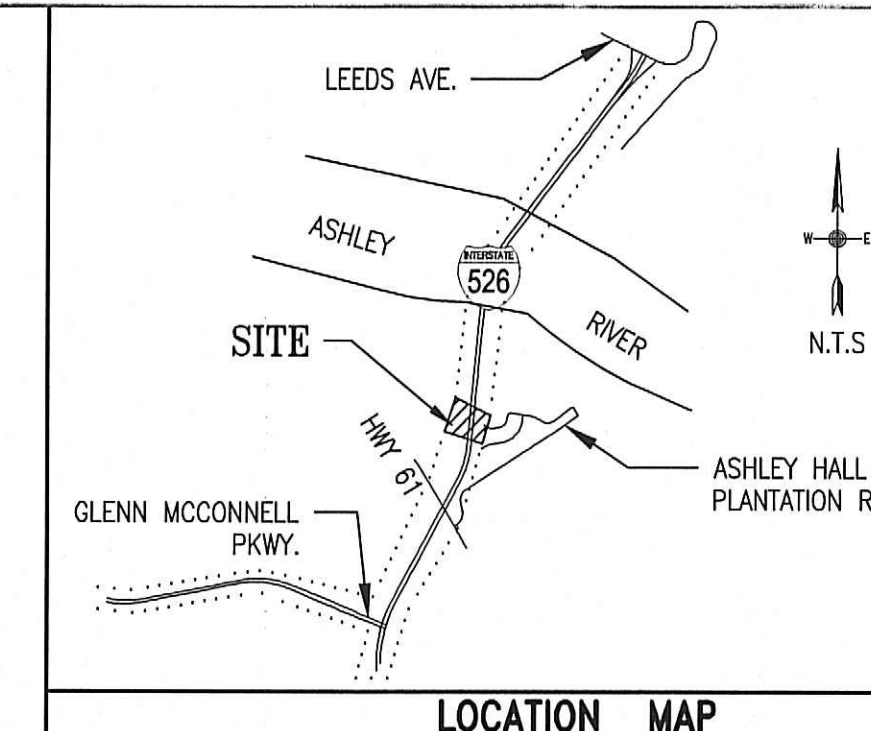 LEEDS AVE.
ASHLEY
INTERSTATE
526
W E
RIVER
N.T.S
SITE
HWY 61
ASHLEY HALL
PLANTATION R
GLENN MCCONNELL
PKWY.
LOCATION MAP